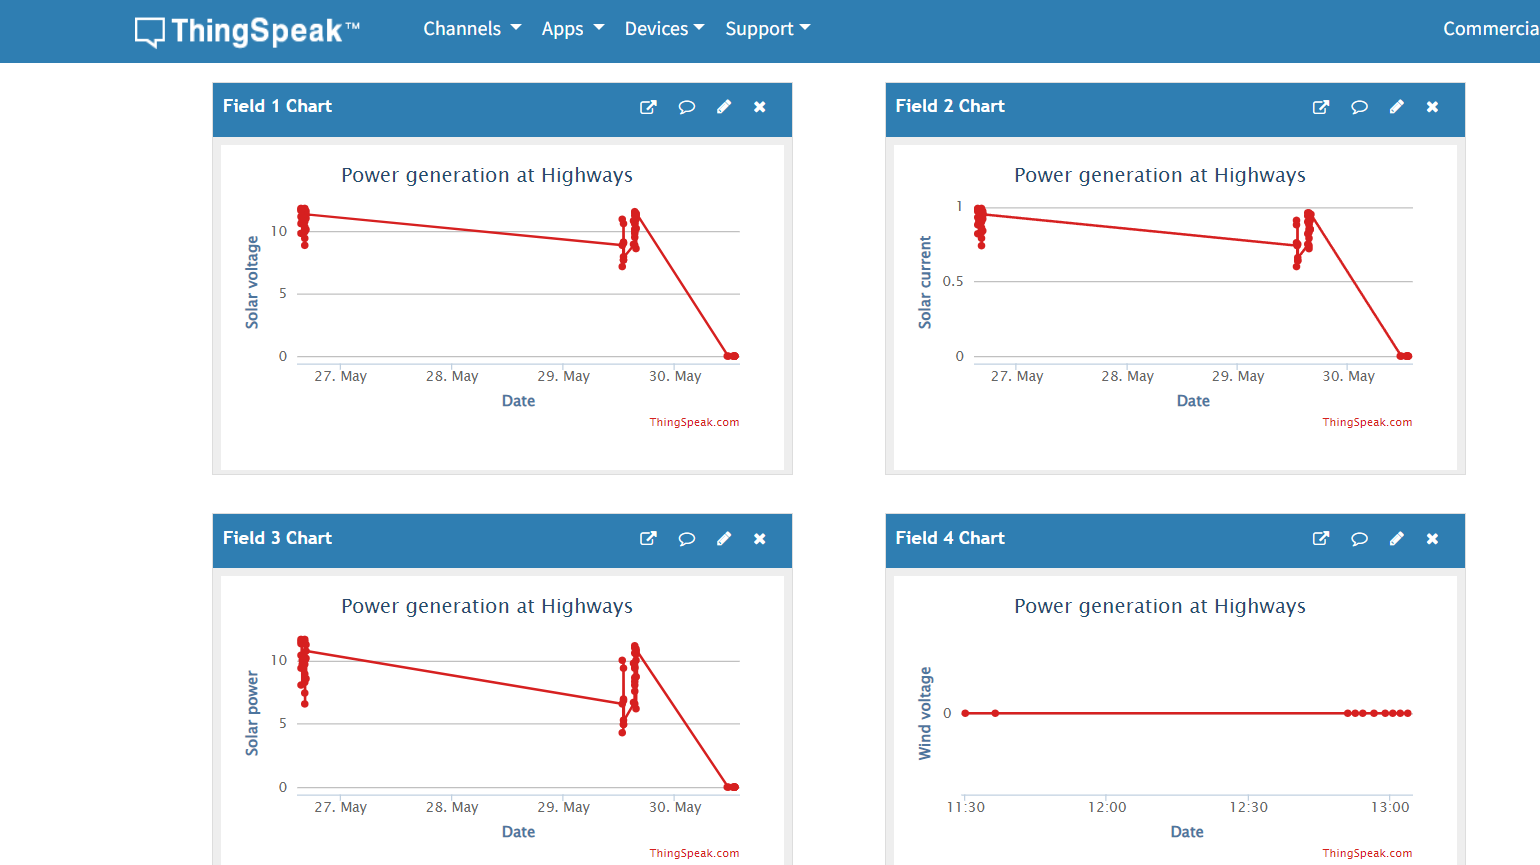 ThingSpeak™ Channels Apps Devices Support Commercia
Field 1 Chart
Power generation at Highways
10
5
0
Solar voltage
27. May 28. May 29. May 30. May
Date
ThingSpeak.com
Field 2 Chart
Power generation at Highways
1
0.5
0
Solar current
27. May 28. May 29. May 30. May
Date
ThingSpeak.com
Field 3 Chart
Power generation at Highways
10
5
0
Solar power
27. May 28. May 29. May 30. May
Date
ThingSpeak.com
Field 4 Chart
Power generation at Highways
0
Wind voltage
11:30 12:00 12:30 13:00
Date
ThingSpeak.com